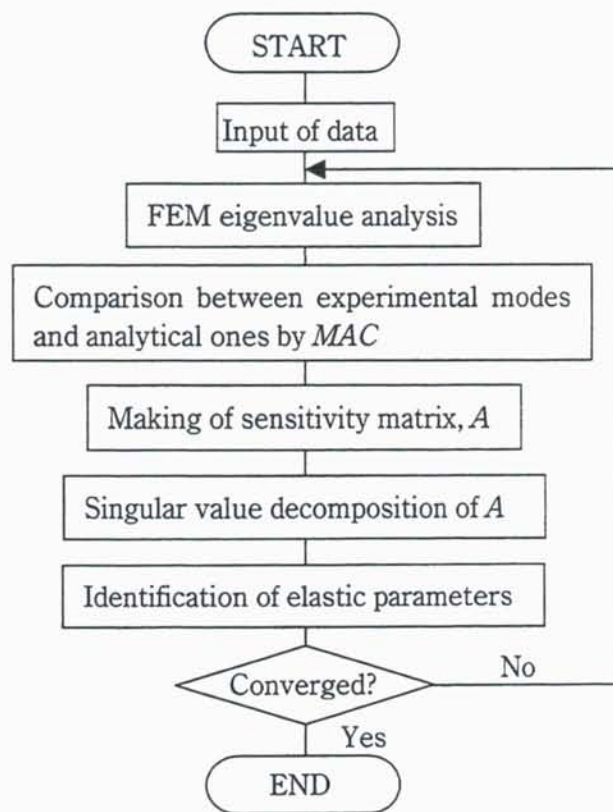 START
Input of data
FEM eigenvalue analysis
Comparison between experimental modes
and analytical ones by MAC
Making of sensitivity matrix, A
Singular value decomposition of A
Identification of elastic parameters
Converged?
No
Yes
END